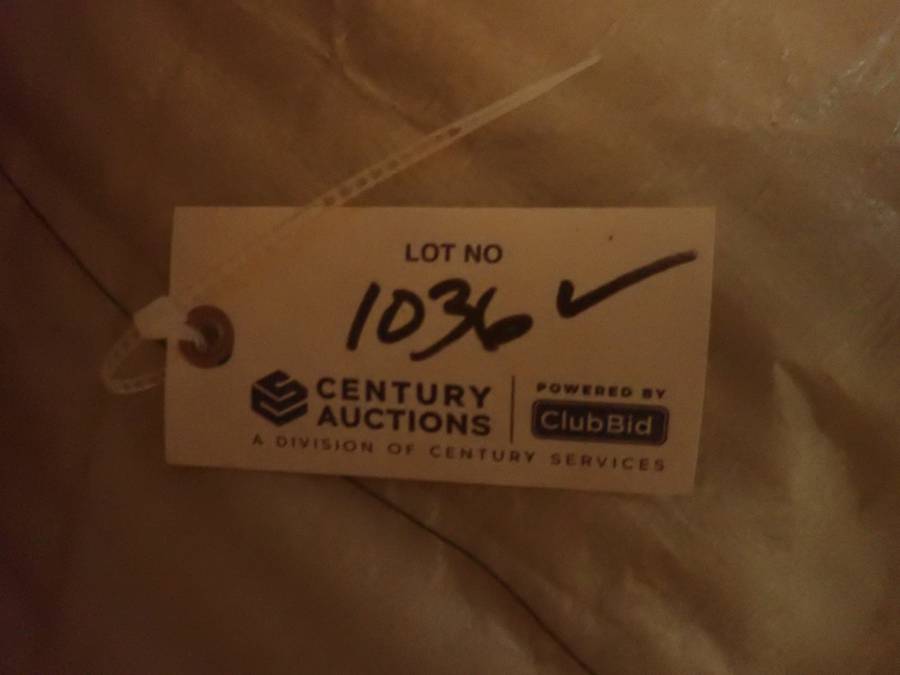 LOT NO
1036 ✓
CENTURY AUCTIONS
A DIVISION OF CENTURY SERVICES
POWERED BY
ClubBid